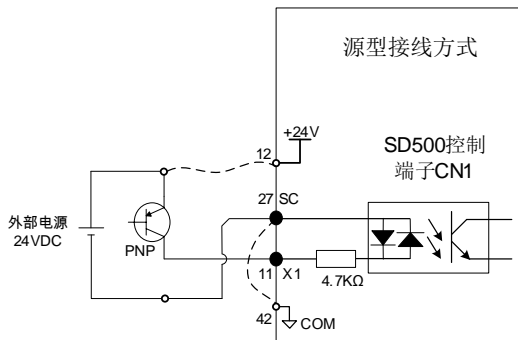 源型接线方式
+24V
12
SD500控制
端子CN1
27 SC
外部电源
24VDC
PNP
11 X1
4.7KΩ
42
COM